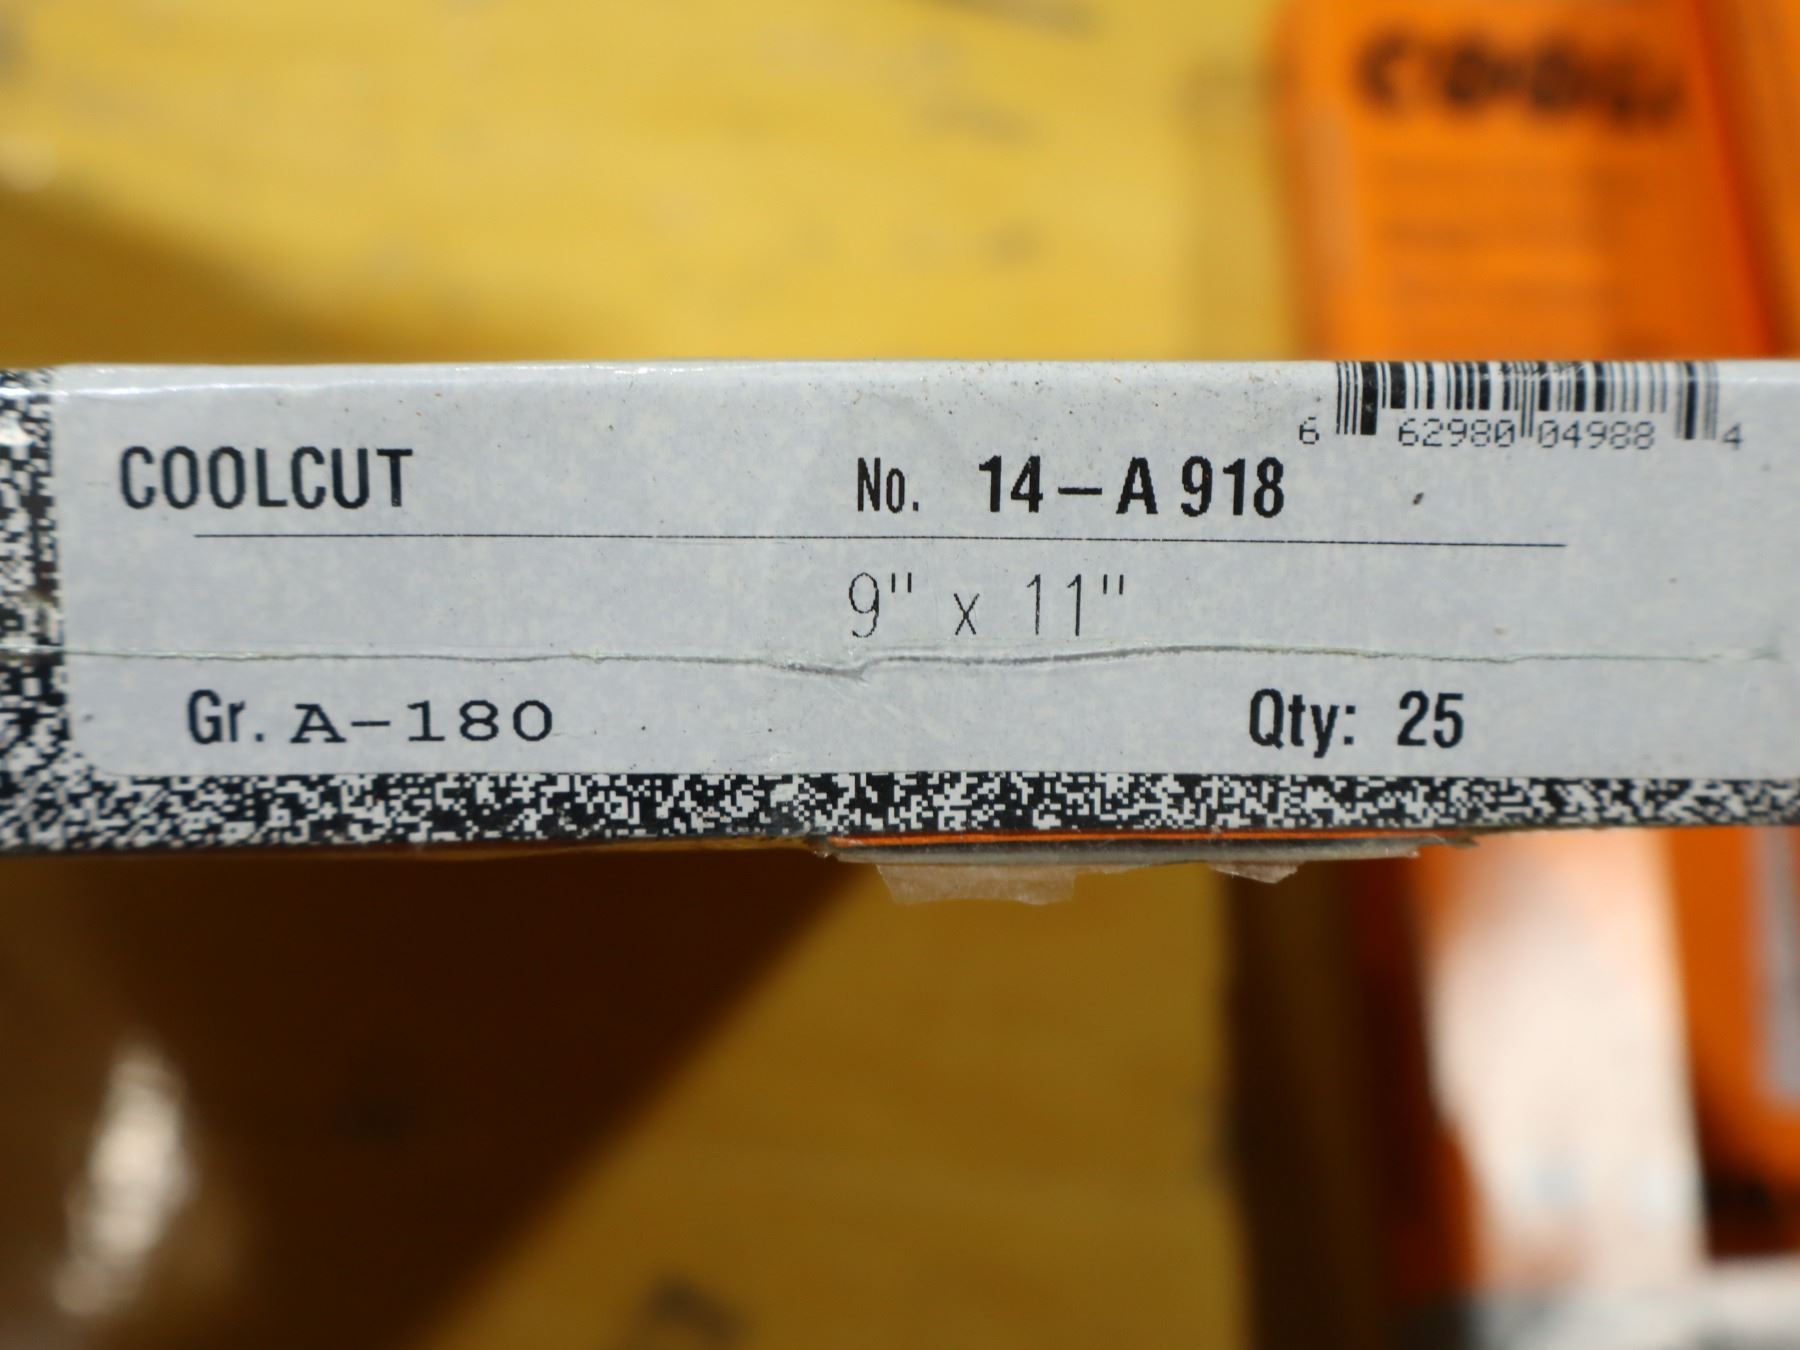 COOLCUT No. 14-A 918
6 62980 04988 4
9" x 11"
Gr. A-180 Qty: 25